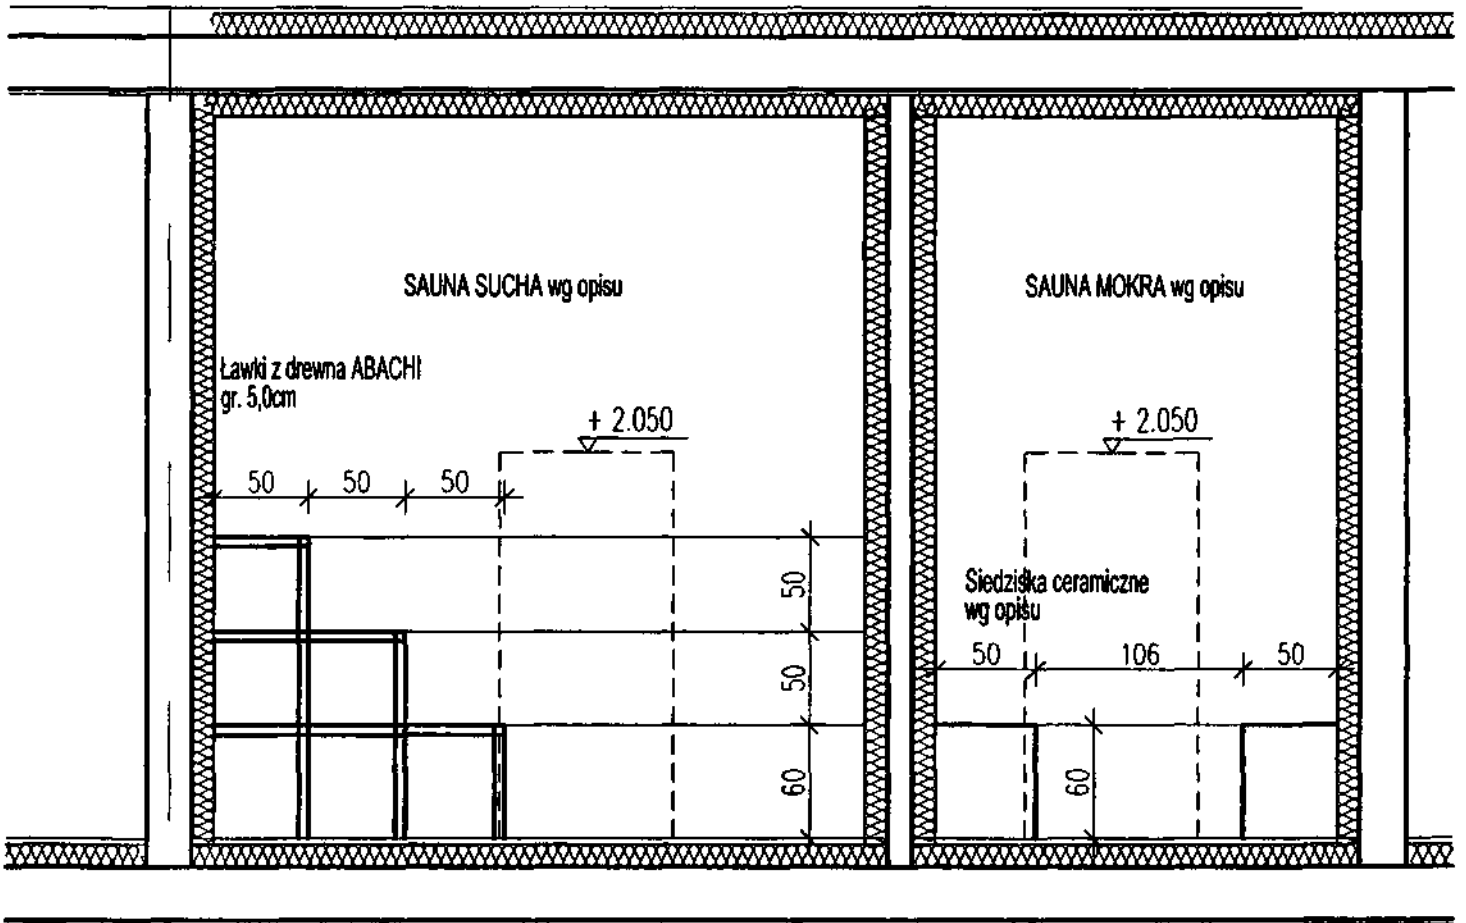 SAUNA SUCHA wg opisu
SAUNA MOKRA wg opisu
Ławki z drewna ABACHI
gr. 5,0cm
+ 2.050
+ 2.050
50
50
50
50
50
60
Siedziska ceramiczne
wg opisu
50
106
50
60